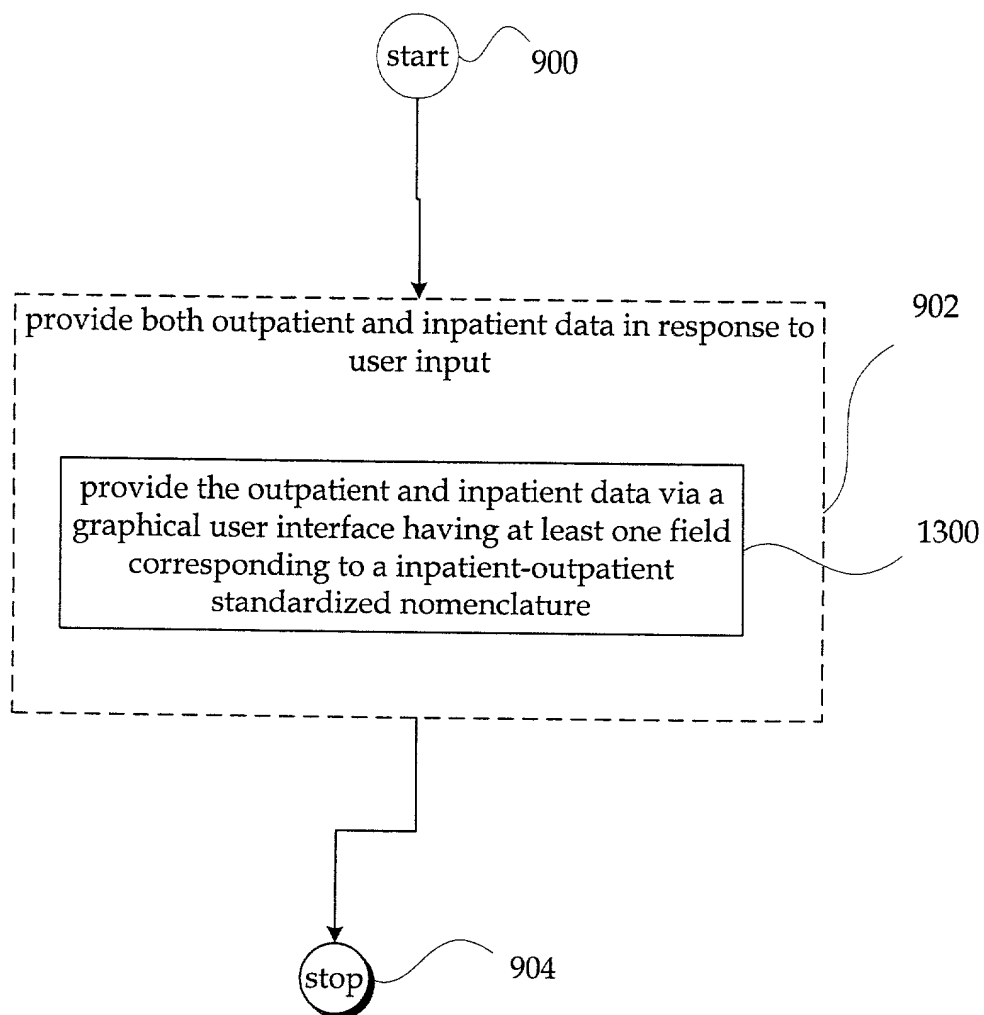 start
900
provide both outpatient and inpatient data in response to
user input
902
provide the outpatient and inpatient data via a
graphical user interface having at least one field
corresponding to a inpatient-outpatient
standardized nomenclature
1300
stop
904